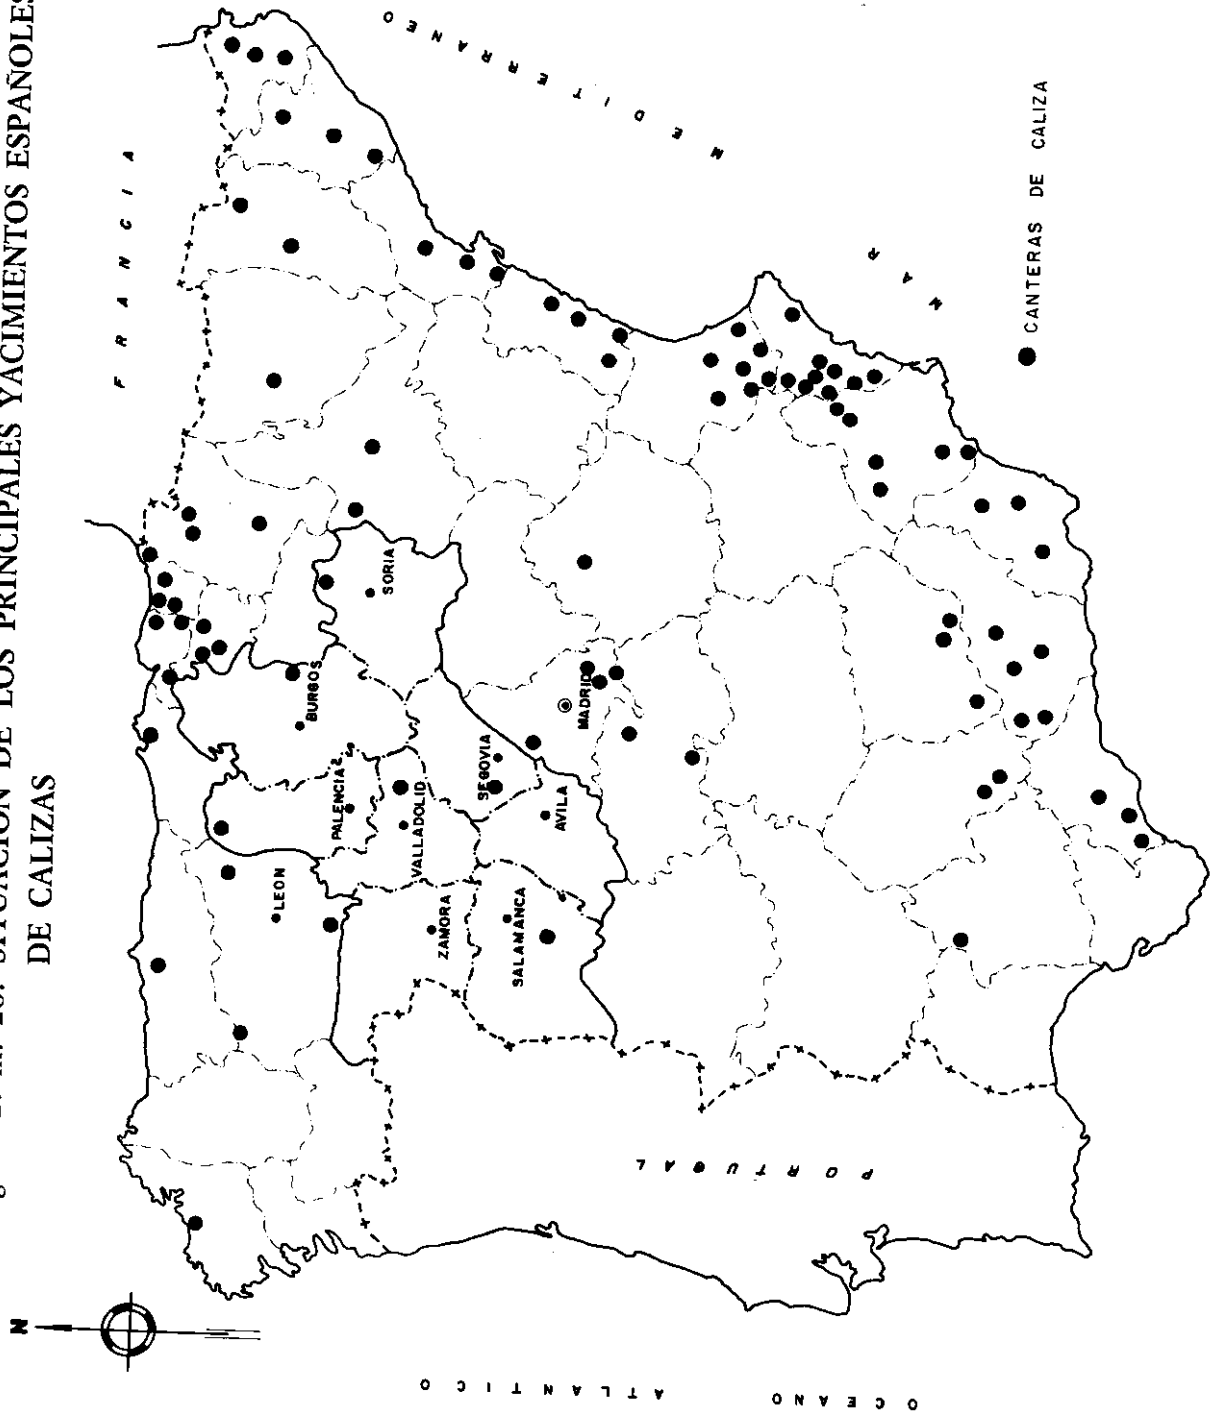 SITUACION DE LOS PRINCIPALES YACIMIENTOS ESPAÑOLES
DE CALIZAS
N
FRANCIA
MAR MEDITERRANEO
OCEANO ATLANTICO
PORTUGAL
LEON
BURGOS
PALENCIA
SORIA
VALLADOLID
ZAMORA
SEGOVIA
SALAMANCA
AVILA
MADRID
CANTERAS DE CALIZA